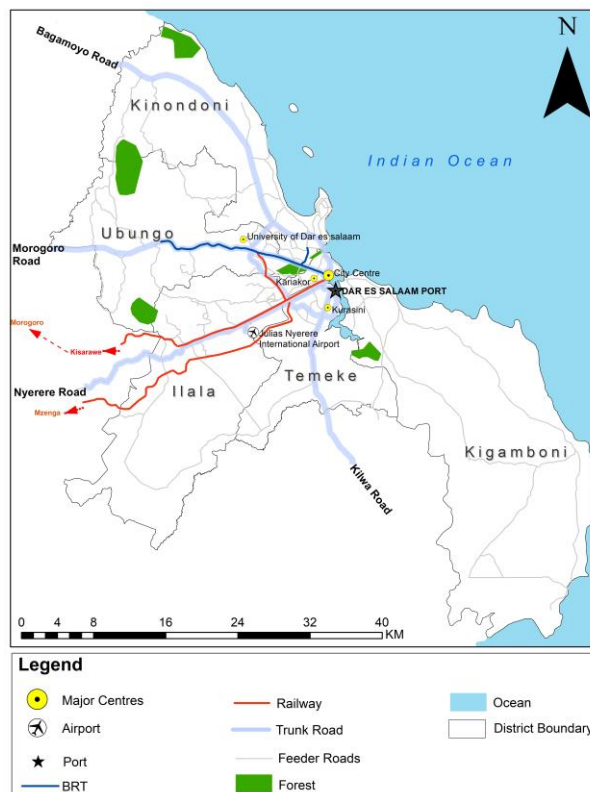 N
Bagamoyo Road
Kinondoni
Indian Ocean
Ubungo
University of Dar es salaam
Morogoro
Road
City Centre
Kariakor
DAR ES SALAAM PORT
Kurasini
Morogoro
Kisarawe
Julias Nyerere
International Airport
Nyerere Road
Ilala
Temeke
Mzenga
Kigamboni
Kilwa Road
0 4 8 16 24 32 40
KM
Legend
Major Centres
Airport
Port
BRT
Railway
Trunk Road
Feeder Roads
Forest
Ocean
District Boundary